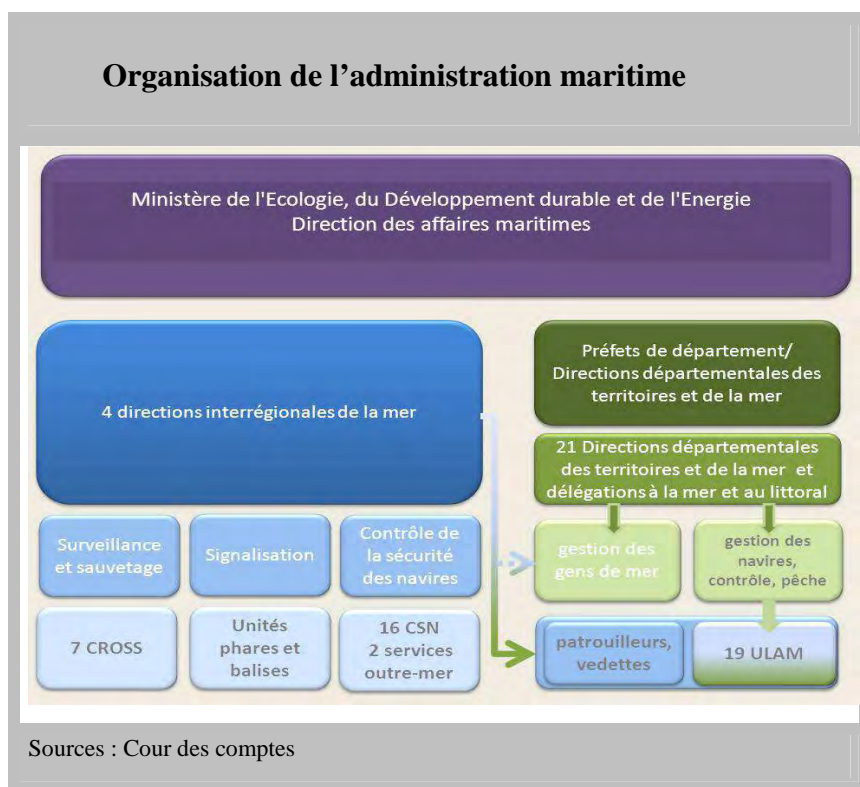 Organisation de l’administration maritime
Ministère de l'Ecologie, du Développement durable et de l'Energie
Direction des affaires maritimes
4 directions interrégionales de la mer
Préfets de département/
Directions départementales des
territoires et de la mer
21 Directions départementales
des territoires et de la mer et
délégations à la mer et au littoral
Surveillance
et sauvetage
Signalisation
Contrôle de
la sécurité
des navires
gestion des
gens de mer
gestion des
navires,
contrôle, pêche
7 CROSS
Unités
phares et
balises
16 CSN
2 services
outre-mer
patrouilleurs,
vedettes
19 ULAM
Sources : Cour des comptes